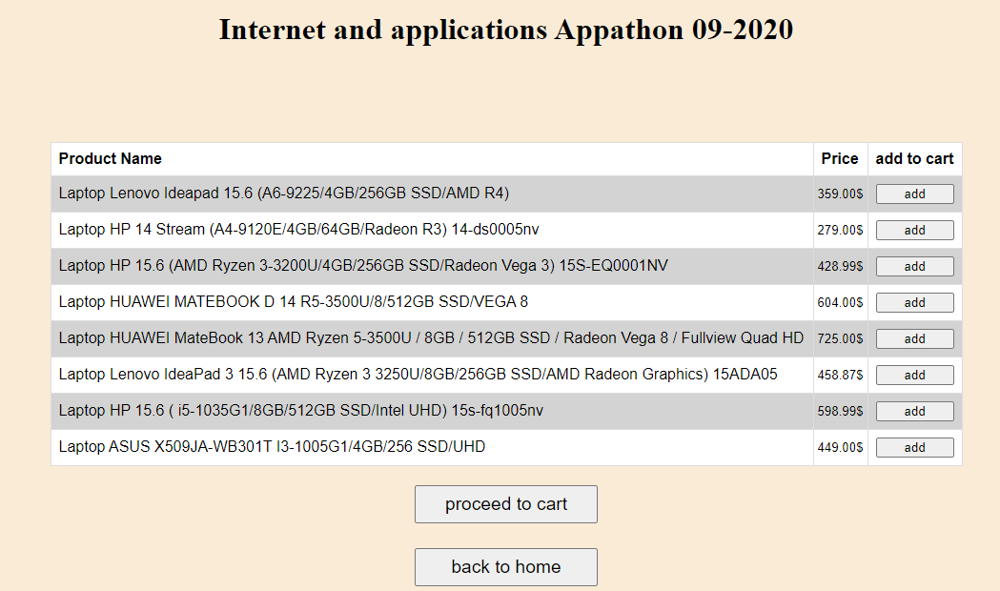 Internet and applications Appathon 09-2020
Product Name Price add to cart
Laptop Lenovo Ideapad 15.6 (A6-9225/4GB/256GB SSD/AMD R4) 359.00$ add
Laptop HP 14 Stream (A4-9120E/4GB/64GB/Radeon R3) 14-ds0005nv 279.00$ add
Laptop HP 15.6 (AMD Ryzen 3-3200U/4GB/256GB SSD/Radeon Vega 3) 15S-EQ0001NV 428.99$ add
Laptop HUAWEI MATEBOOK D 14 R5-3500U/8/512GB SSD/VEGA 8 604.00$ add
Laptop HUAWEI MateBook 13 AMD Ryzen 5-3500U / 8GB / 512GB SSD / Radeon Vega 8 / Fullview Quad HD 725.00$ add
Laptop Lenovo IdeaPad 3 15.6 (AMD Ryzen 3 3250U/8GB/256GB SSD/AMD Radeon Graphics) 15ADA05 458.87$ add
Laptop HP 15.6 ( i5-1035G1/8GB/512GB SSD/Intel UHD) 15s-fq1005nv 598.99$ add
Laptop ASUS X509JA-WB301T I3-1005G1/4GB/256 SSD/UHD 449.00$ add
proceed to cart
back to home